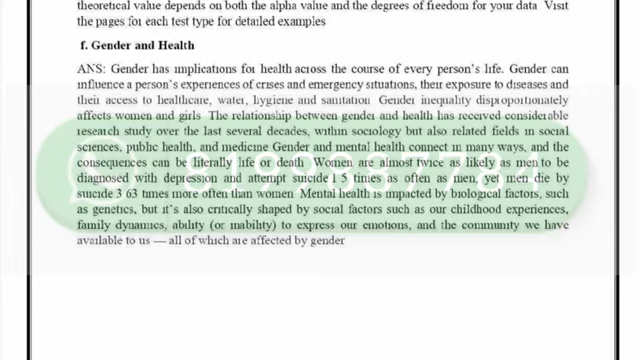 theoretical value depends on both the alpha value and the degrees of freedom for your data Visit
the pages for each test type for detailed examples
f. Gender and Health
ANS: Gender has implications for health across the course of every person's life. Gender can
influence a person's experiences of crises and emergency situations, their exposure to diseases and
their access to healthcare, water, hygiene and sanitation Gender inequality disproportionately
affects women and girls The relationship between gender and health has received considerable
research study over the last several decades, within sociology but also related fields in social
sciences, public health, and medicine Gender and mental health connect in many ways, and the
consequences can be literally life or death Women are almost twice as likely as men to be
diagnosed with depression and attempt suicide 1 5 times as often as men, yet men die by
suicide 3 63 times more often than women Mental health is impacted by biological factors, such
as genetics, but it's also critically shaped by social factors such as our childhood experiences,
family dynamics, ability (or inability) to express our emotions, and the community we have
available to us — all of which are affected by gender